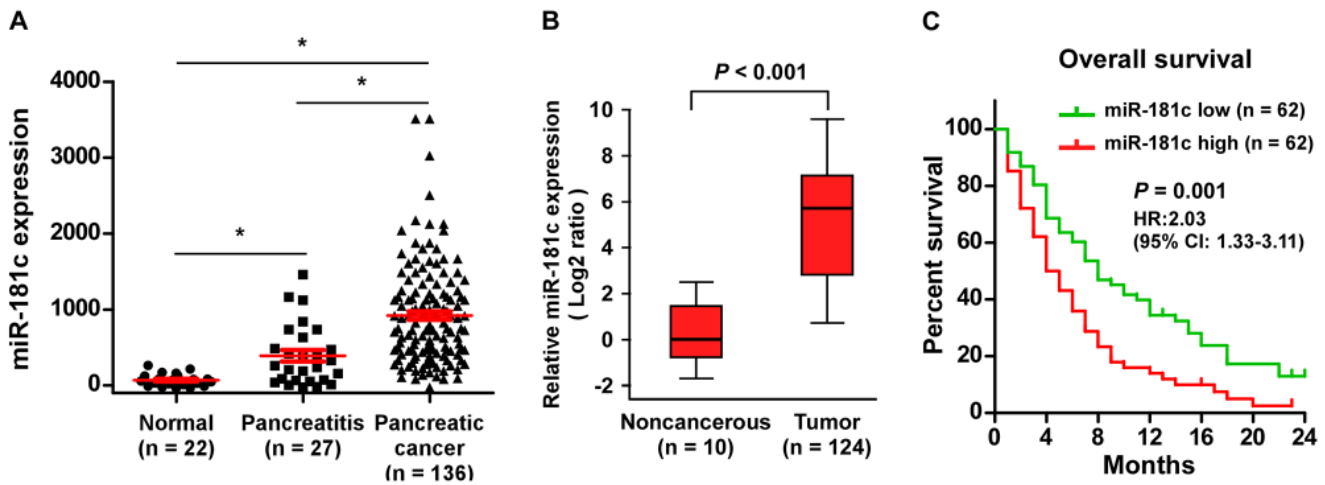 A
*
*
*
miR-181c expression
4000
3000
2000
1000
0
Normal
(n = 22)
Pancreatitis
(n = 27)
Pancreatic
cancer
(n = 136)
B
P < 0.001
Relative miR-181c expression
( Log2 ratio )
10
8
6
4
2
0
-2
Noncancerous
(n = 10)
Tumor
(n = 124)
C
Overall survival
miR-181c low (n = 62)
miR-181c high (n = 62)
P = 0.001
HR:2.03
(95% CI: 1.33-3.11)
Percent survival
100
80
60
40
20
0
0 4 8 12 16 20 24
Months